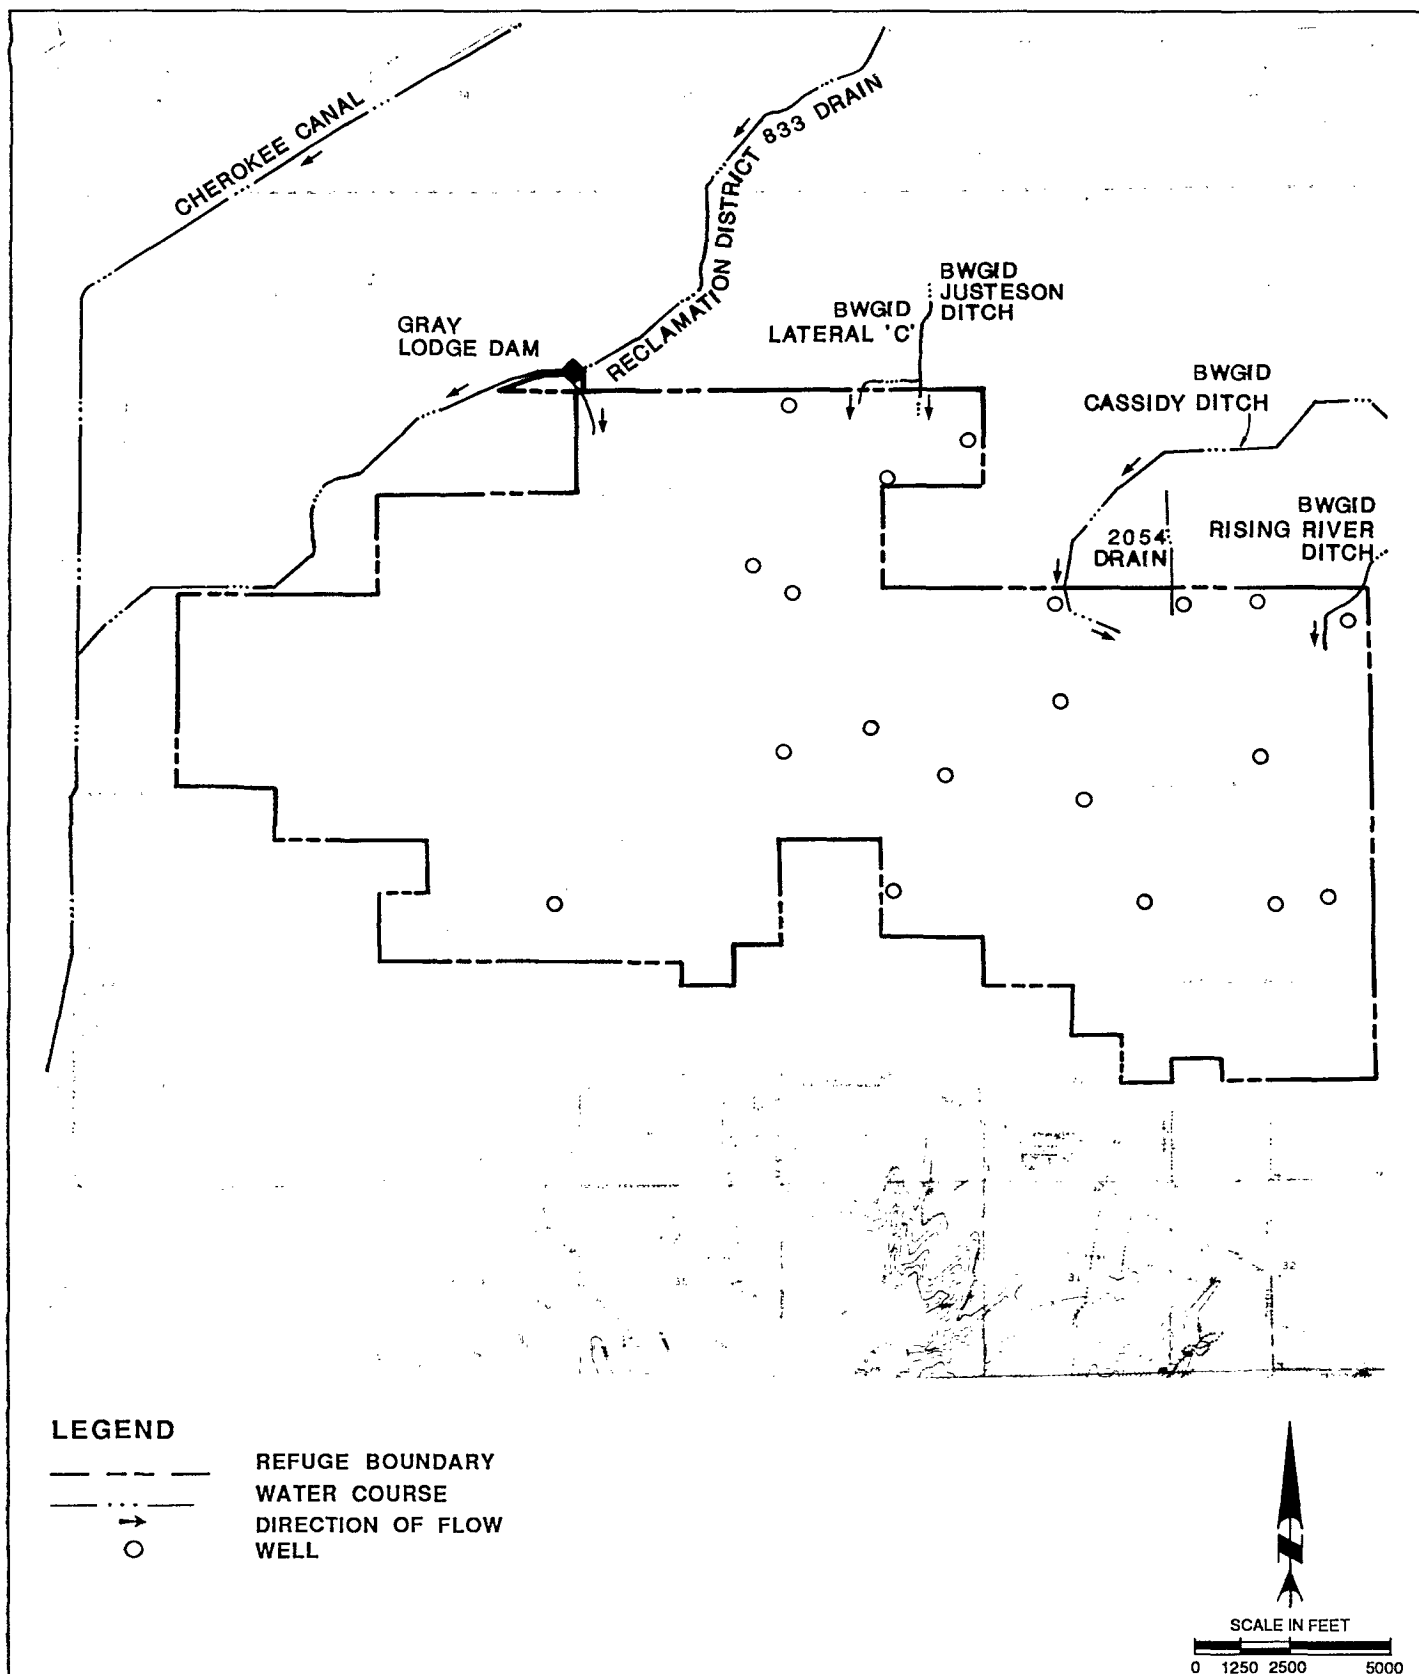 CHEROKEE CANAL
RECLAMATION DISTRICT 833 DRAIN
GRAY
LODGE DAM
BWGID
LATERAL 'C'
BWGID
JUSTESON
DITCH
BWGID
CASSIDY DITCH
2054
DRAIN
BWGID
RISING RIVER
DITCH
31
32
LEGEND
REFUGE BOUNDARY
WATER COURSE
DIRECTION OF FLOW
WELL
SCALE IN FEET
0 1250 2500 5000